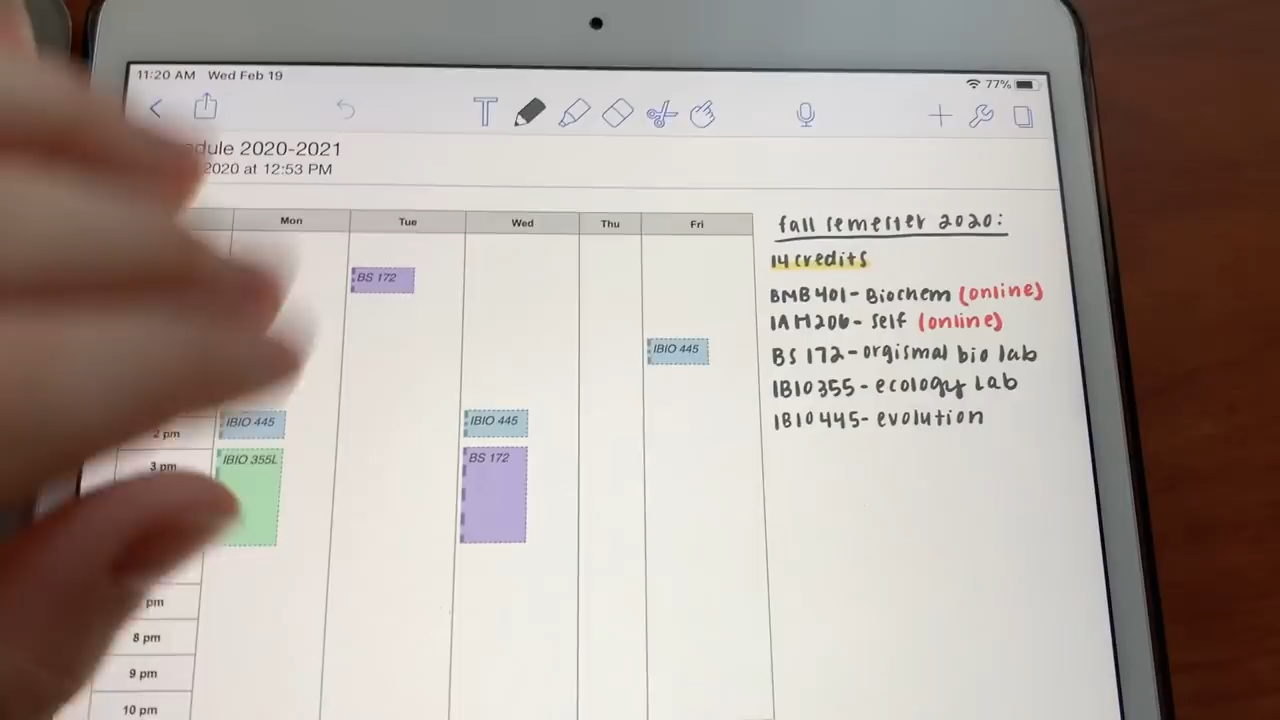 11:20 AM Wed Feb 19
77%
T
dule 2020-2021
2020 at 12:53 PM
Mon Tue Wed Thu Fri
BS 172
IBIO 445
IBIO 445
IBIO 445
IBIO 355L
BS 172
2 pm
3 pm
pm
8 pm
9 pm
10 pm
fall semester 2020:
14 credits
BMB401- Biochem (online)
IAH206- self (online)
BS 172- orgismal bio lab
IBIO355- ecology Lab
IBIO445- evolution